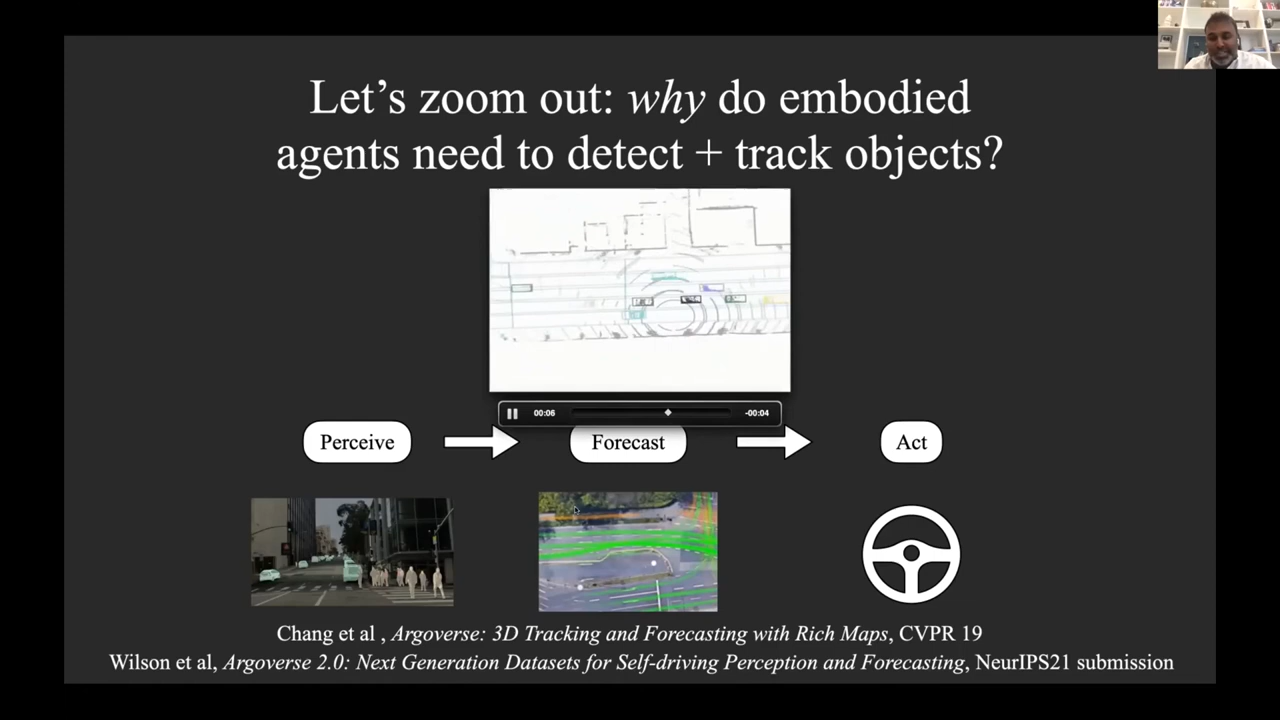 Let’s zoom out: why do embodied
agents need to detect + track objects?
00:06
-00:04
Perceive
Forecast
Act
Chang et al , Argoverse: 3D Tracking and Forecasting with Rich Maps, CVPR 19
Wilson et al, Argoverse 2.0: Next Generation Datasets for Self-driving Perception and Forecasting, NeurIPS21 submission